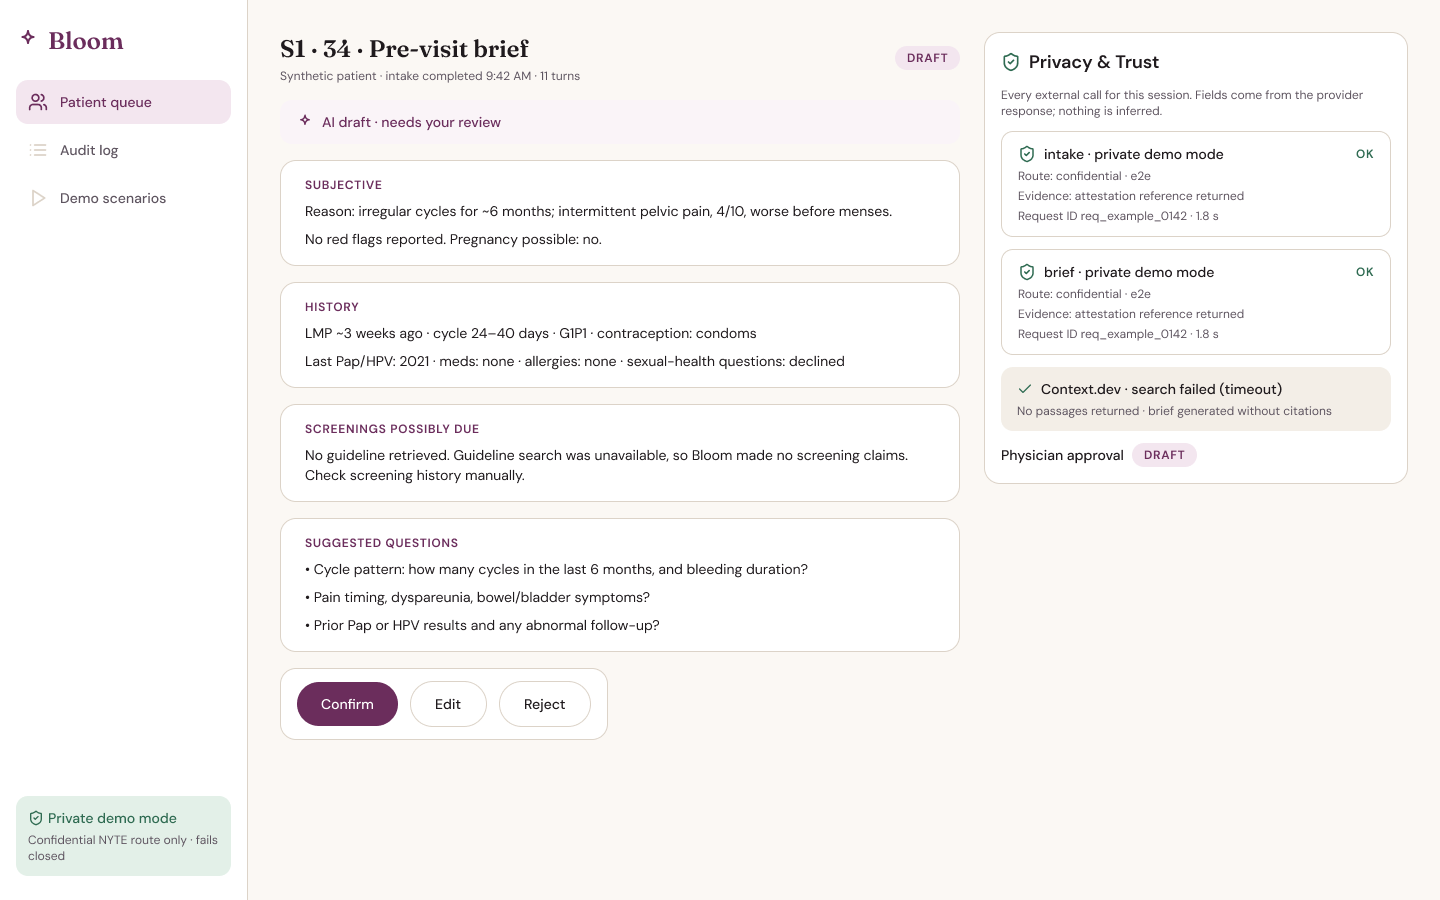 Bloom
Patient queue
Audit log
Demo scenarios
Private demo mode
Confidential NYTE route only · fails
closed
S1 · 34 · Pre-visit brief
Synthetic patient · intake completed 9:42 AM · 11 turns
DRAFT
AI draft · needs your review
SUBJECTIVE
Reason: irregular cycles for ~6 months; intermittent pelvic pain, 4/10, worse before menses.
No red flags reported. Pregnancy possible: no.
HISTORY
LMP ~3 weeks ago · cycle 24–40 days · G1P1 · contraception: condoms
Last Pap/HPV: 2021 · meds: none · allergies: none · sexual-health questions: declined
SCREENINGS POSSIBLY DUE
No guideline retrieved. Guideline search was unavailable, so Bloom made no screening claims.
Check screening history manually.
SUGGESTED QUESTIONS
• Cycle pattern: how many cycles in the last 6 months, and bleeding duration?
• Pain timing, dyspareunia, bowel/bladder symptoms?
• Prior Pap or HPV results and any abnormal follow-up?
Confirm
Edit
Reject
Privacy & Trust
Every external call for this session. Fields come from the provider
response; nothing is inferred.
intake · private demo mode
OK
Route: confidential · e2e
Evidence: attestation reference returned
Request ID req_example_0142 · 1.8 s
brief · private demo mode
OK
Route: confidential · e2e
Evidence: attestation reference returned
Request ID req_example_0142 · 1.8 s
Context.dev · search failed (timeout)
No passages returned · brief generated without citations
Physician approval
DRAFT